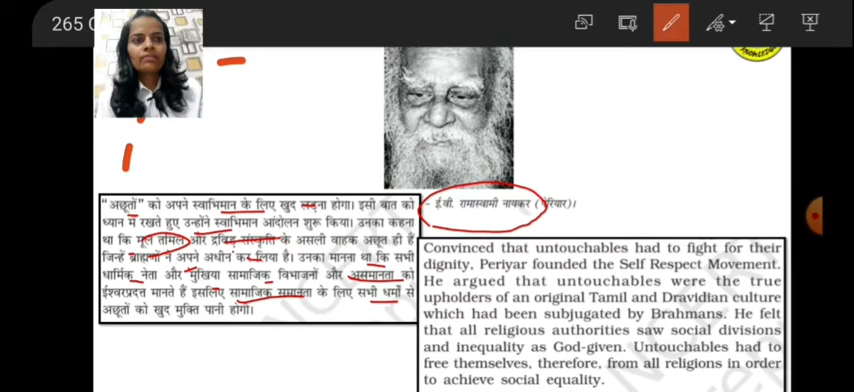 265 0
KNOWLEDGE
- ई.वी. रामास्वामी नायकर (पेरियार)।
"अछूतों" को अपने स्वाभिमान के लिए खुद लड़ना होगा। इसी बात को
ध्यान में रखते हुए उन्होंने स्वाभिमान आंदोलन शुरू किया। उनका कहना
था कि मूल तमिल और द्रविड़ संस्कृति के असली वाहक अछूत ही हैं
जिन्हें ब्राह्मणों ने अपने अधीन कर लिया है। उनका मानना था कि सभी
धार्मिक नेता और मुखिया सामाजिक विभाजनों और असमानता को
ईश्वरप्रदत्त मानते हैं इसलिए सामाजिक समानता के लिए सभी धर्मों से
अछूतों को खुद मुक्ति पानी होगी।
Convinced that untouchables had to fight for their
dignity, Periyar founded the Self Respect Movement.
He argued that untouchables were the true
upholders of an original Tamil and Dravidian culture
which had been subjugated by Brahmans. He felt
that all religious authorities saw social divisions
and inequality as God-given. Untouchables had to
free themselves, therefore, from all religions in order
to achieve social equality.